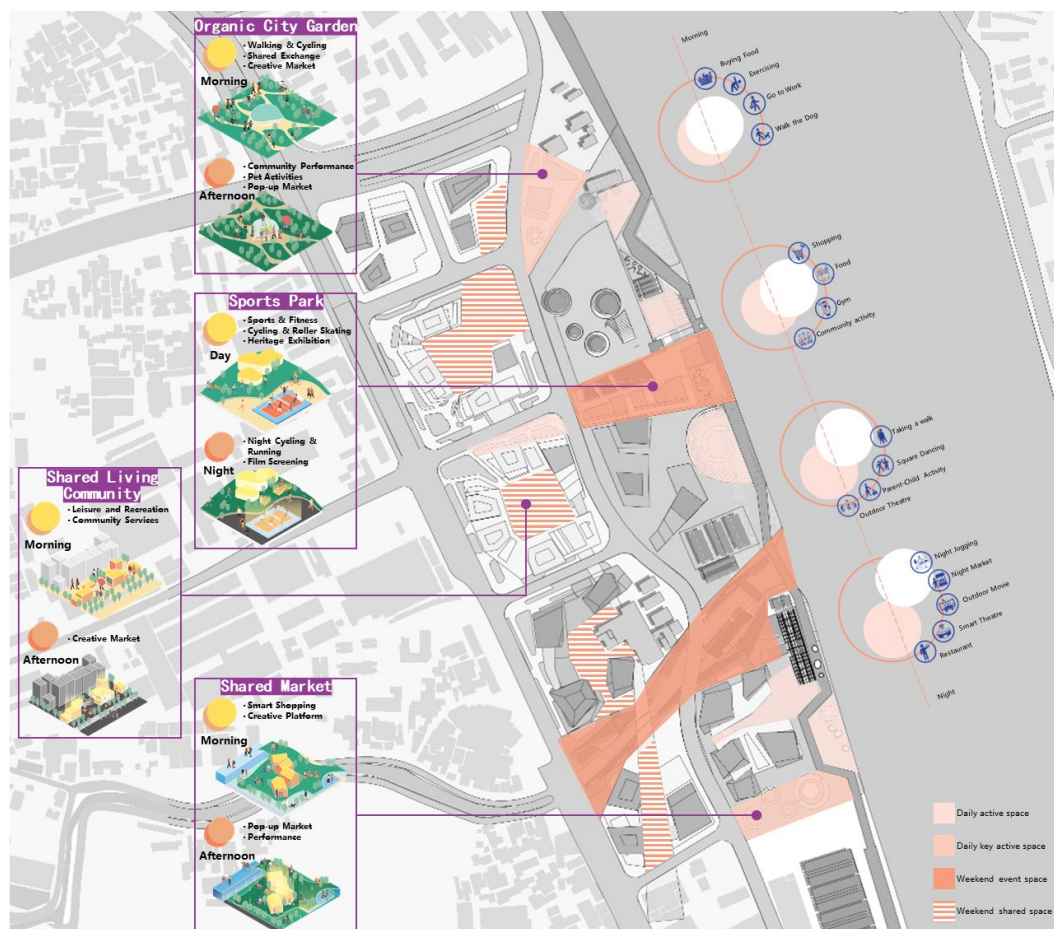 Organic City Garden
· Walking & Cycling
· Shared Exchange
· Creative Market
Morning
· Community Performance
· Pet Activities
· Pop-up Market
Afternoon
Sports Park
· Sports & Fitness
· Cycling & Roller Skating
· Heritage Exhibition
Day
· Night Cycling &
Running
· Film Screening
Night
Shared Living
Community
· Leisure and Recreation
· Community Services
Morning
· Creative Market
Afternoon
Shared Market
· Smart Shopping
· Creative Platform
Morning
· Pop-up Market
· Performance
Afternoon
Morning
Buying Food
Exercising
Go to Work
Walk the Dog
Shopping
Food
Gym
Community activity
Taking a walk
Square Dancing
Parent-Child Activity
Outdoor Theatre
Night Jogging
Night Market
Outdoor Movie
Smart Theatre
Restaurant
Night
Daily active space
Daily key active space
Weekend event space
Weekend shared space